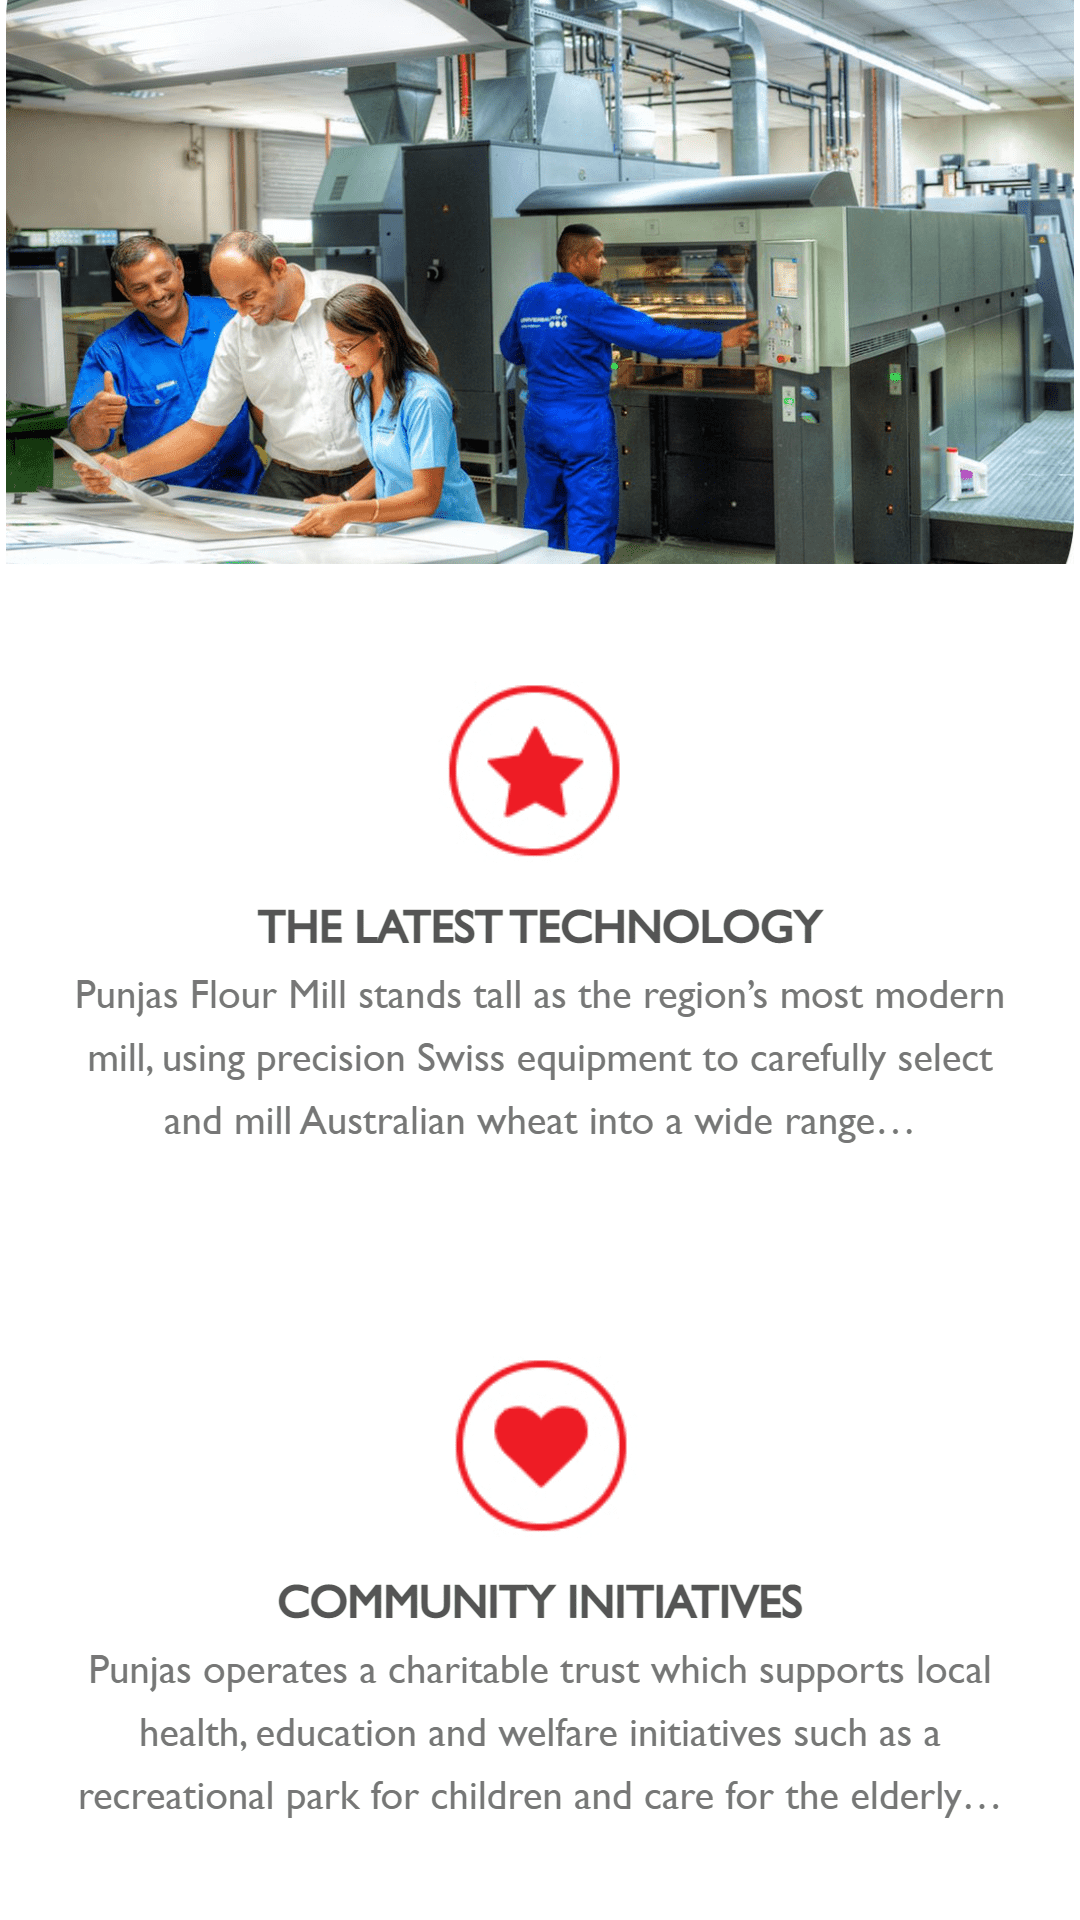 UNIVERSALPRINT
THE LATEST TECHNOLOGY
Punjas Flour Mill stands tall as the region’s most modern
mill, using precision Swiss equipment to carefully select
and mill Australian wheat into a wide range…
COMMUNITY INITIATIVES
Punjas operates a charitable trust which supports local
health, education and welfare initiatives such as a
recreational park for children and care for the elderly…